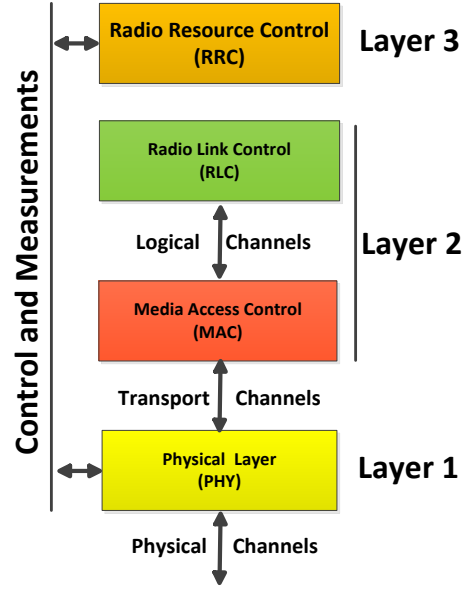 Radio Resource Control
(RRC)
Layer 3
Control and Measurements
Radio Link Control
(RLC)
Logical Channels
Layer 2
Media Access Control
(MAC)
Transport Channels
Physical Layer
(PHY)
Layer 1
Physical Channels